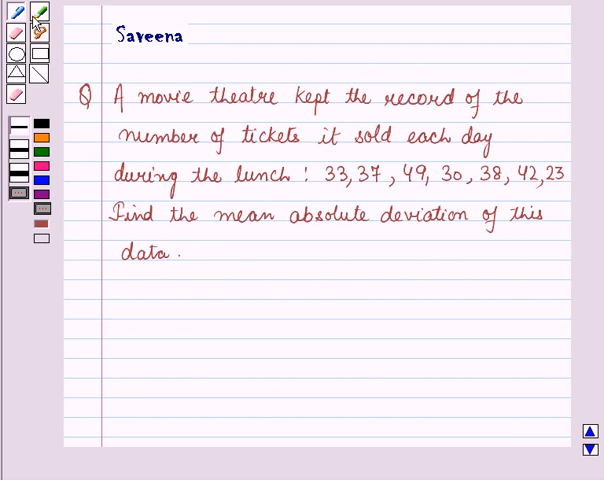 Saveena
Q A movie theatre kept the record of the
number of tickets it sold each day
during the lunch : 33, 37, 49, 30, 38, 42, 23
Find the mean absolute deviation of this
data.